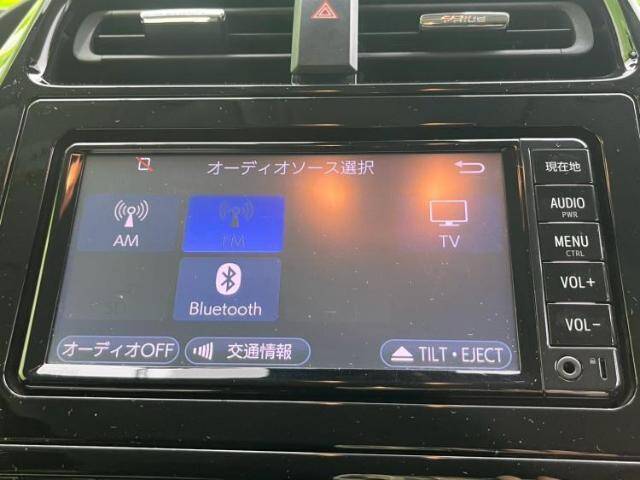 PRIUS
オーディオソース選択
AM
FM
TV
Bluetooth
オーディオOFF
交通情報
TILT・EJECT
現在地
AUDIO
PWR
MENU
CTRL
VOL+
VOL-